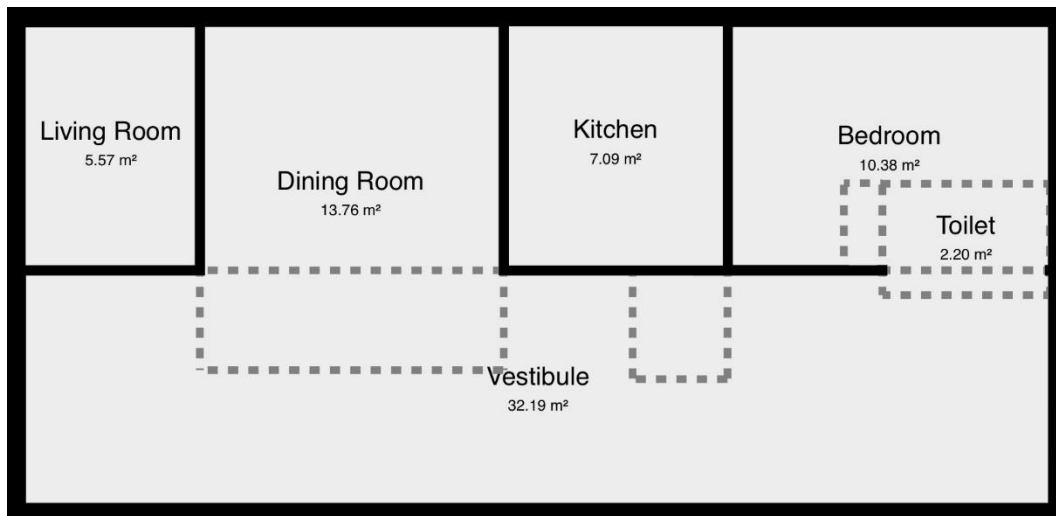 Living Room
5.57 m²
Dining Room
13.76 m²
Kitchen
7.09 m²
Bedroom
10.38 m²
Toilet
2.20 m²
Vestibule
32.19 m²